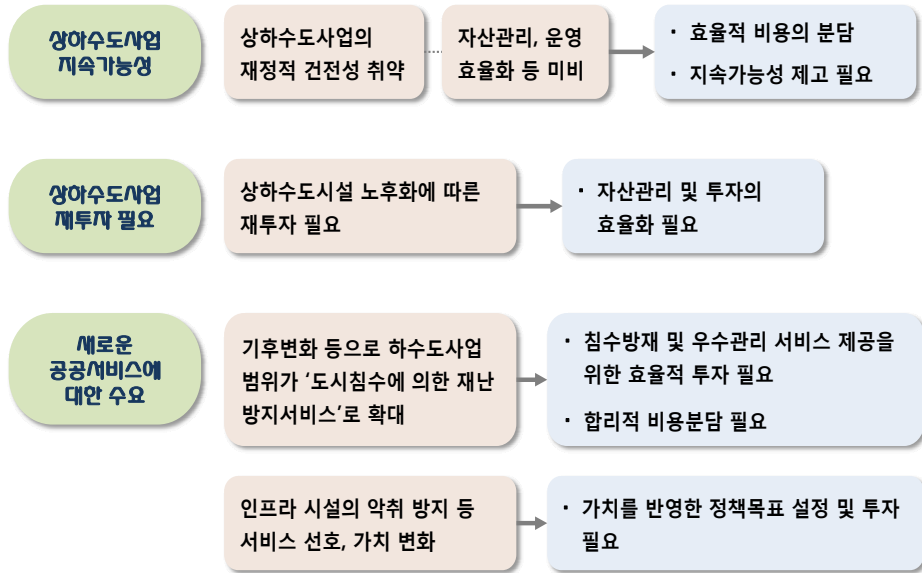 상하수도사업
지속가능성
상하수도사업의
재정적 건전성 취약
자산관리, 운영
효율화 등 미비
· 효율적 비용의 분담
· 지속가능성 제고 필요
상하수도사업
재투자 필요
상하수도시설 노후화에 따른
재투자 필요
· 자산관리 및 투자의
효율화 필요
새로운
공공서비스에
대한 수요
기후변화 등으로 하수도사업
범위가 ‘도시침수에 의한 재난
방지서비스’로 확대
· 침수방재 및 우수관리 서비스 제공을
위한 효율적 투자 필요
· 합리적 비용분담 필요
인프라 시설의 악취 방지 등
서비스 선호, 가치 변화
· 가치를 반영한 정책목표 설정 및 투자
필요